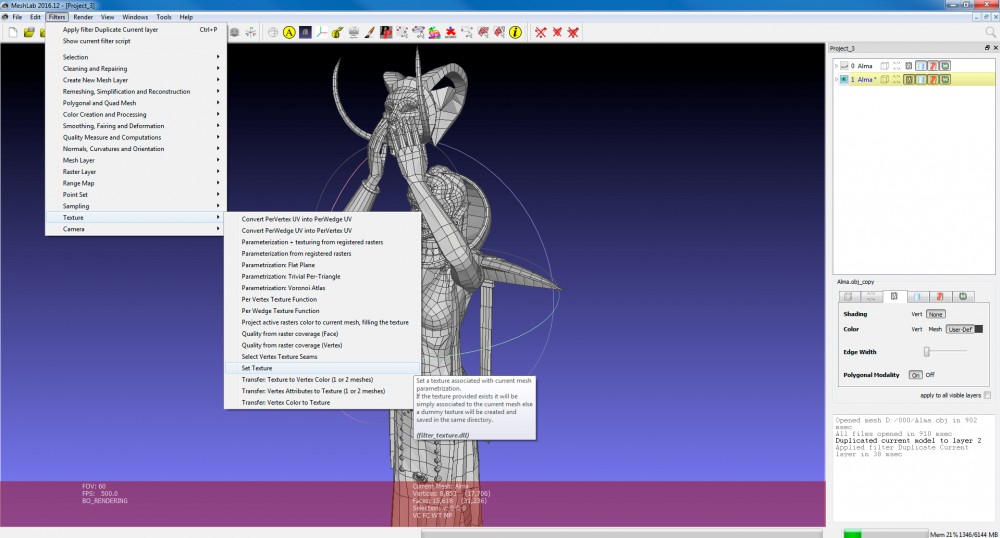 MeshLab 2016.12 - [Project_3]
File Edit Filters Render View Windows Tools Help
Apply filter Duplicate Current layer Ctrl+P
Show current filter script
Selection
Cleaning and Repairing
Create New Mesh Layer
Remeshing, Simplification and Reconstruction
Polygonal and Quad Mesh
Color Creation and Processing
Smoothing, Fairing and Deformation
Quality Measure and Computations
Normals, Curvatures and Orientation
Mesh Layer
Raster Layer
Range Map
Point Set
Sampling
Texture
Camera
Convert PerVertex UV into PerWedge UV
Convert PerWedge UV into PerVertex UV
Parameterization + texturing from registered rasters
Parameterization from registered rasters
Parametrization: Flat Plane
Parametrization: Trivial Per-Triangle
Parametrization: Voronoi Atlas
Per Vertex Texture Function
Per Wedge Texture Function
Project active rasters color to current mesh, filling the texture
Quality from raster coverage (Face)
Quality from raster coverage (Vertex)
Select Vertex Texture Seams
Set Texture
Transfer: Texture to Vertex Color (1 or 2 meshes)
Transfer: Vertex Attributes to Texture (1 or 2 meshes)
Transfer: Vertex Color to Texture
Set a texture associated with current mesh
parametrization.
If the texture provided exists it will be
simply associated to the current mesh else
a dummy texture will be created and
saved in the same directory.
(filter_texture.dll)
FOV: 60
FPS: 500.0
BO_RENDERING
Current Mesh: Alma
Vertices: 8,853 (17,706)
Faces: 15,618 (31,236)
VC FC WT MP
Project_3
0 Alma
1 Alma *
Alma.obj_copy
Shading Vert None
Color Vert Mesh User-Def
Edge Width
Polygonal Modality On Off
apply to all visible layers
Opened mesh D:/000/Alma.obj in 902
msec
All files opened in 910 msec
Duplicated current model to layer 2
Applied filter Duplicate Current
layer in 38 msec
Mem 21% 1346/6144 MB